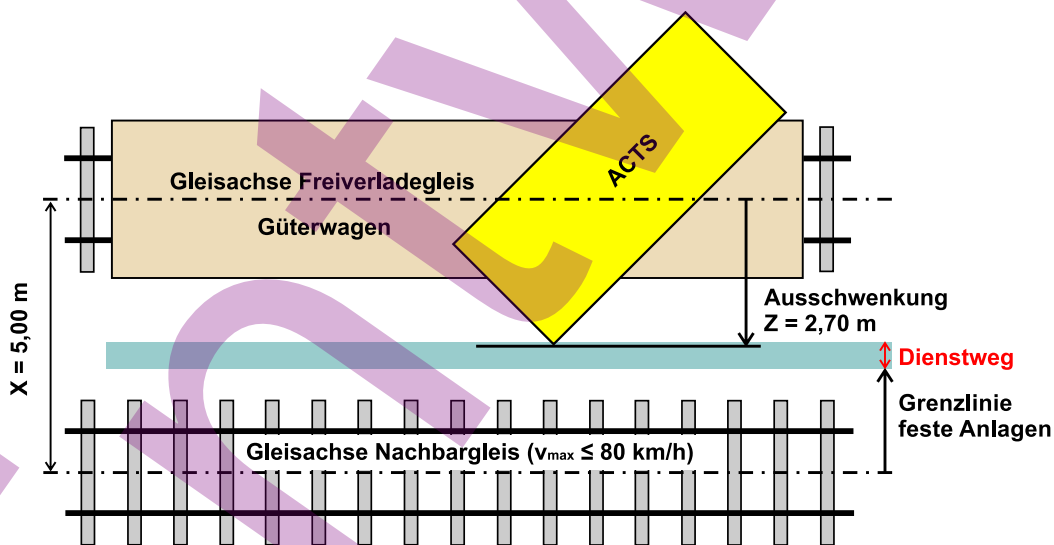 ACTS
Gleisachse Freiverladegleis
Güterwagen
X = 5,00 m
Ausschwenkung
Z = 2,70 m
Dienstweg
Grenzlinie
feste Anlagen
Gleisachse Nachbargleis (vmax ≤ 80 km/h)